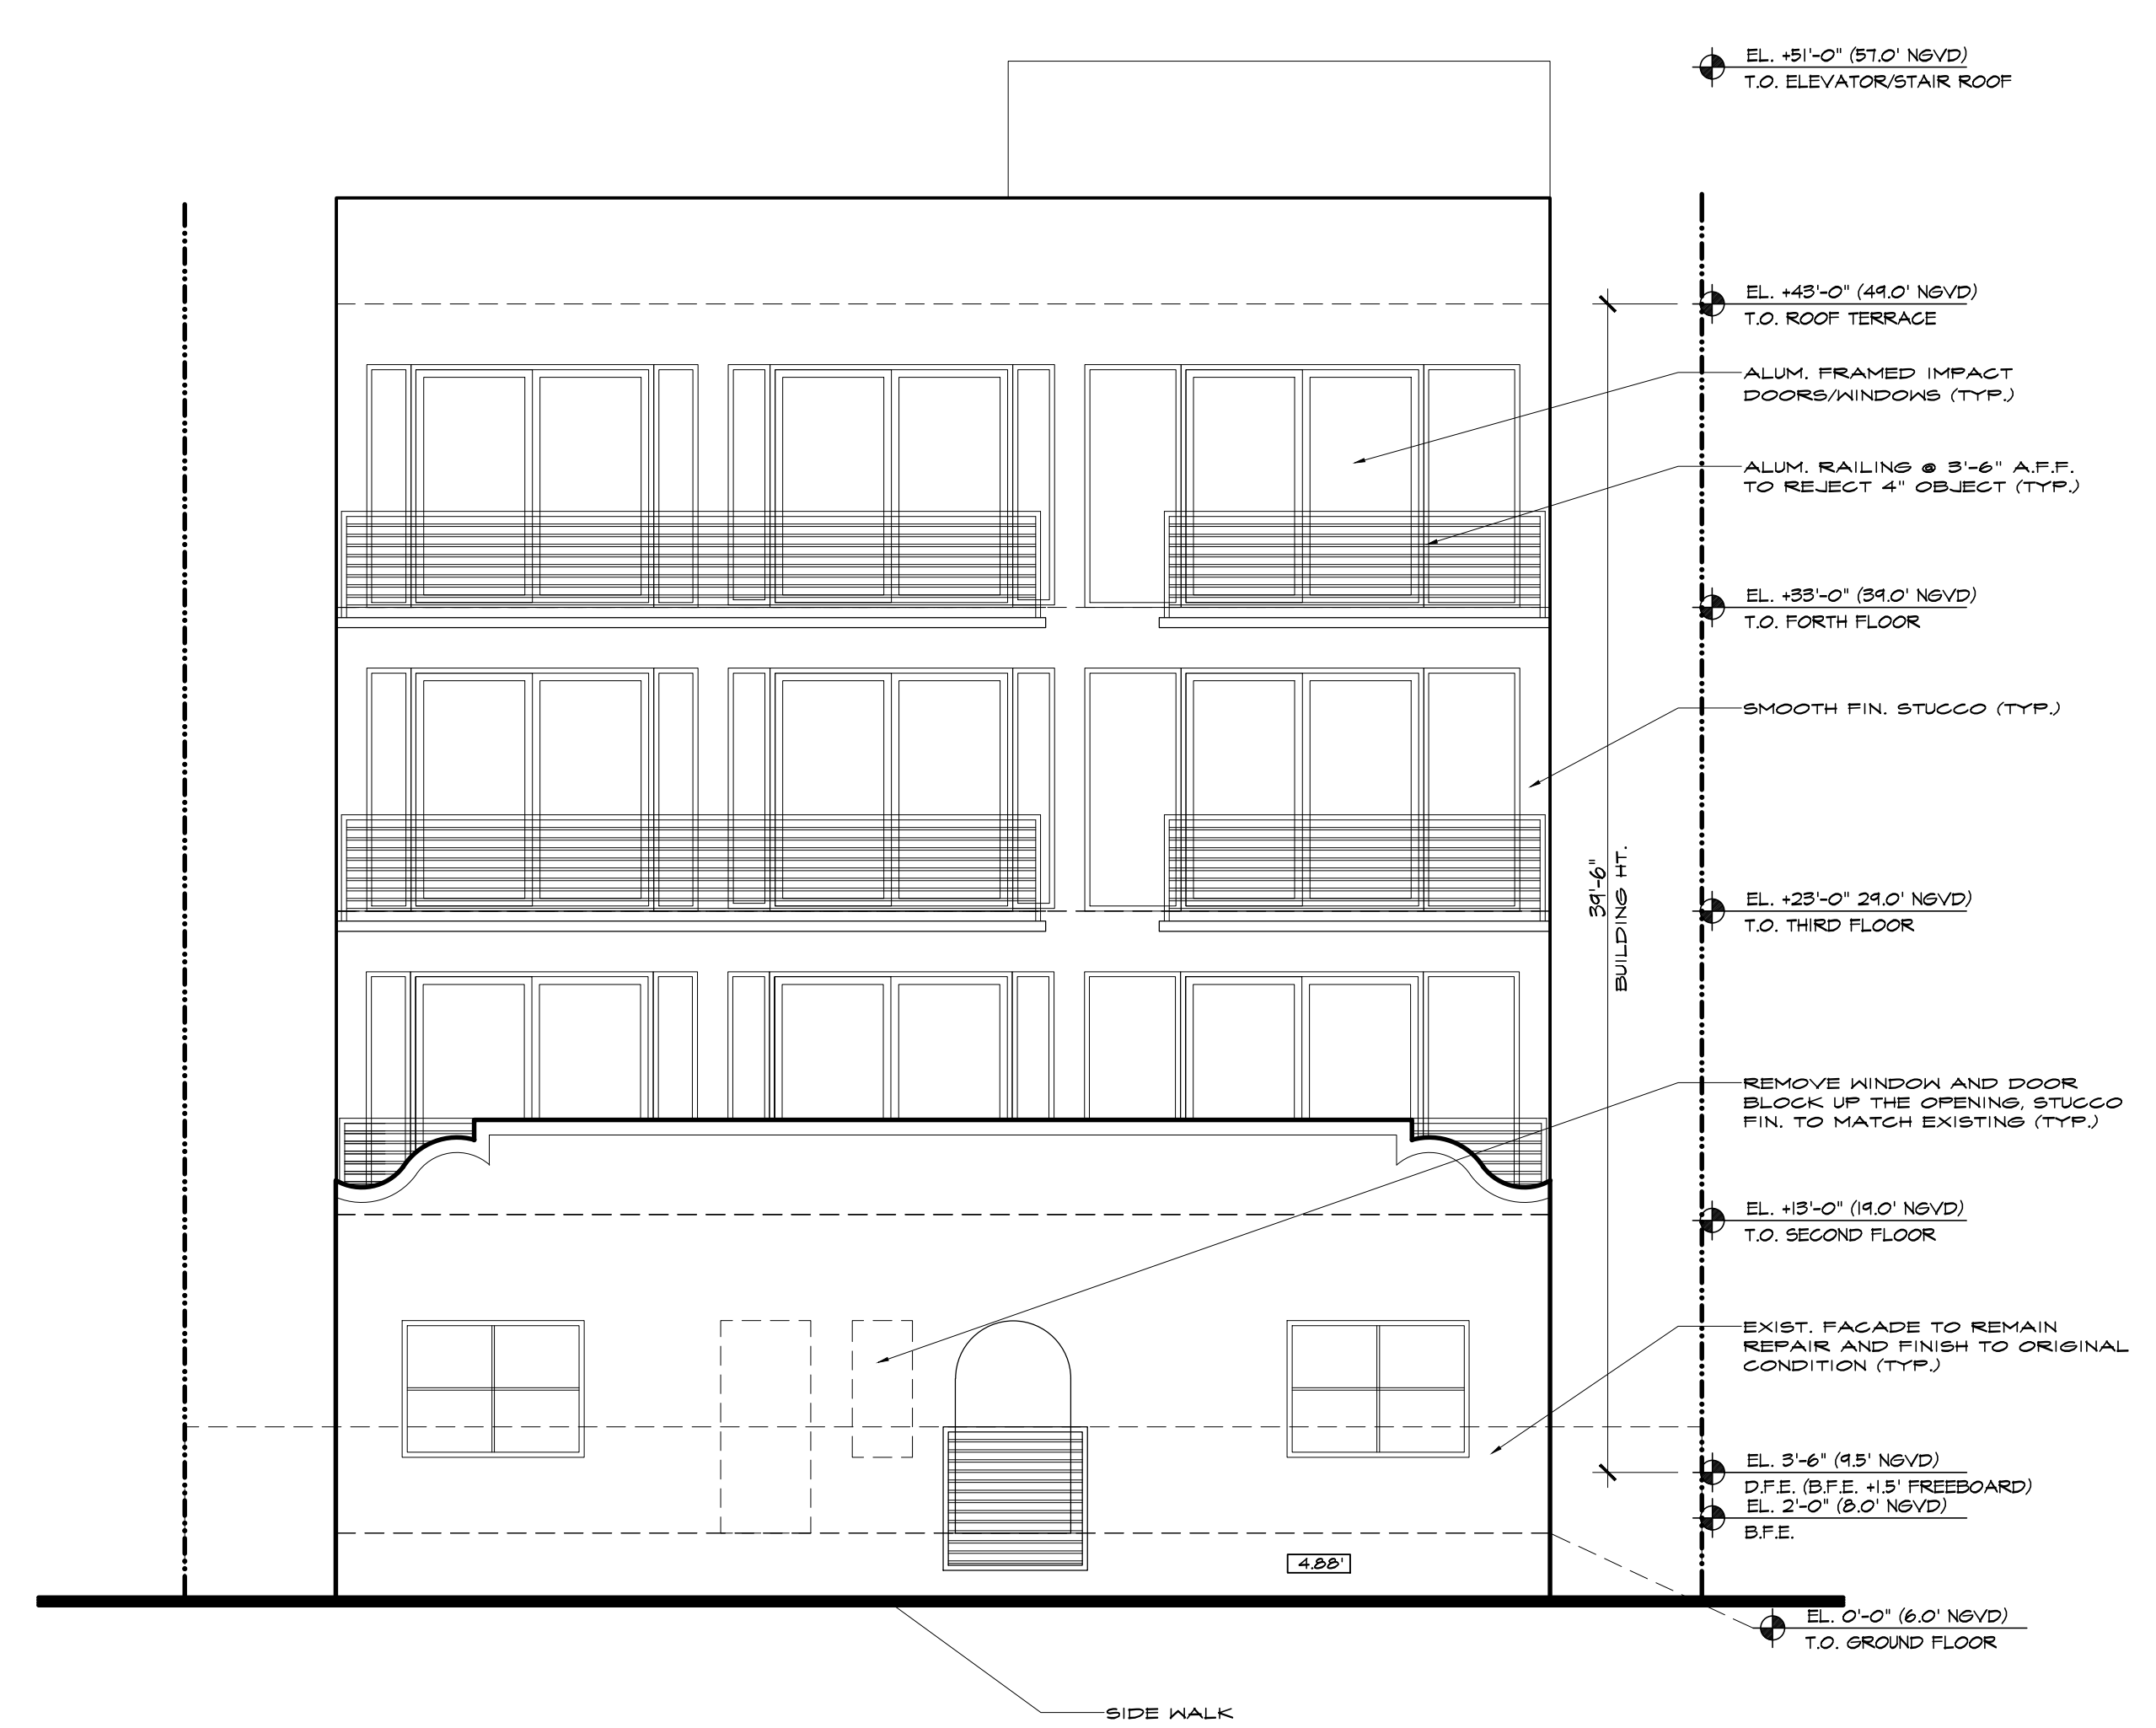 EL. +51'-0" (57.0' NGVD)
T.O. ELEVATOR/STAIR ROOF
EL. +43'-0" (49.0' NGVD)
T.O. ROOF TERRACE
ALUM. FRAMED IMPACT
DOORS/WINDOWS (TYP.)
ALUM. RAILING @ 3'-6" A.F.F.
TO REJECT 4" OBJECT (TYP.)
EL. +33'-0" (39.0' NGVD)
T.O. FORTH FLOOR
SMOOTH FIN. STUCCO (TYP.)
39'-6"
BUILDING HT.
EL. +23'-0" 29.0' NGVD)
T.O. THIRD FLOOR
REMOVE WINDOW AND DOOR
BLOCK UP THE OPENING, STUCCO
FIN. TO MATCH EXISTING (TYP.)
EL. +13'-0" (19.0' NGVD)
T.O. SECOND FLOOR
EXIST. FACADE TO REMAIN
REPAIR AND FINISH TO ORIGINAL
CONDITION (TYP.)
EL. 3'-6" (9.5' NGVD)
D.F.E. (B.F.E. +1.5' FREEBOARD)
EL. 2'-0" (8.0' NGVD)
B.F.E.
4.88'
EL. 0'-0" (6.0' NGVD)
T.O. GROUND FLOOR
SIDE WALK